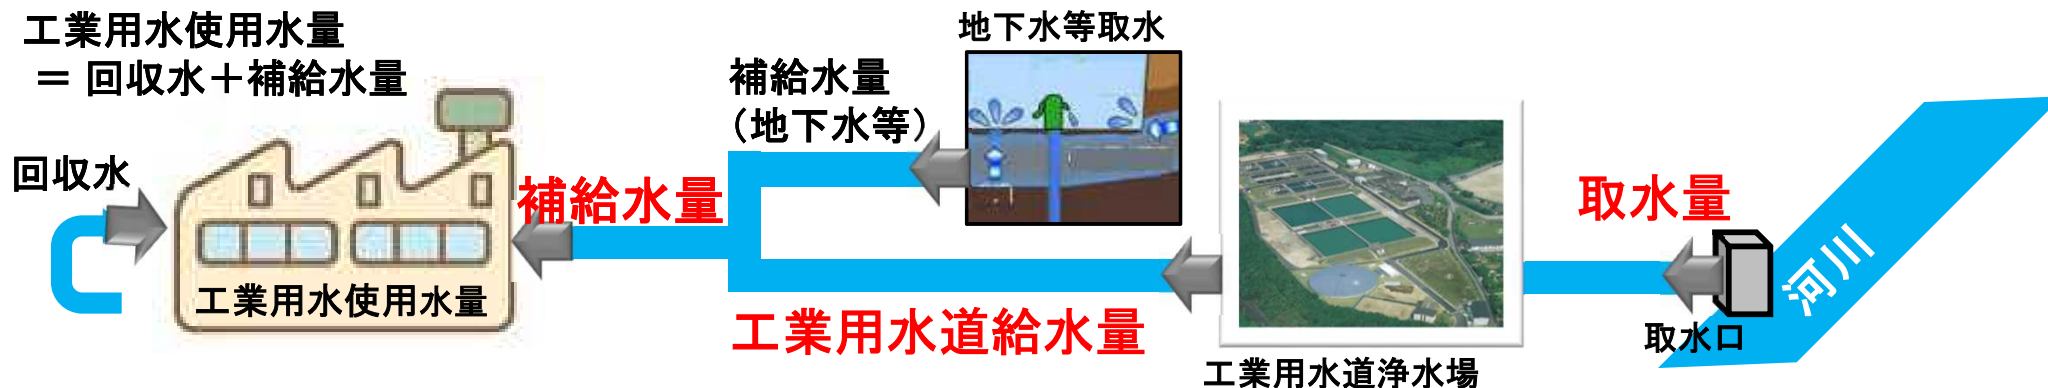 工業用水使用水量
＝ 回収水＋補給水量
回収水
工業用水使用水量
補給水量
補給水量
（地下水等）
地下水等取水
工業用水道給水量
工業用水道浄水場
取水量
取水口
河川